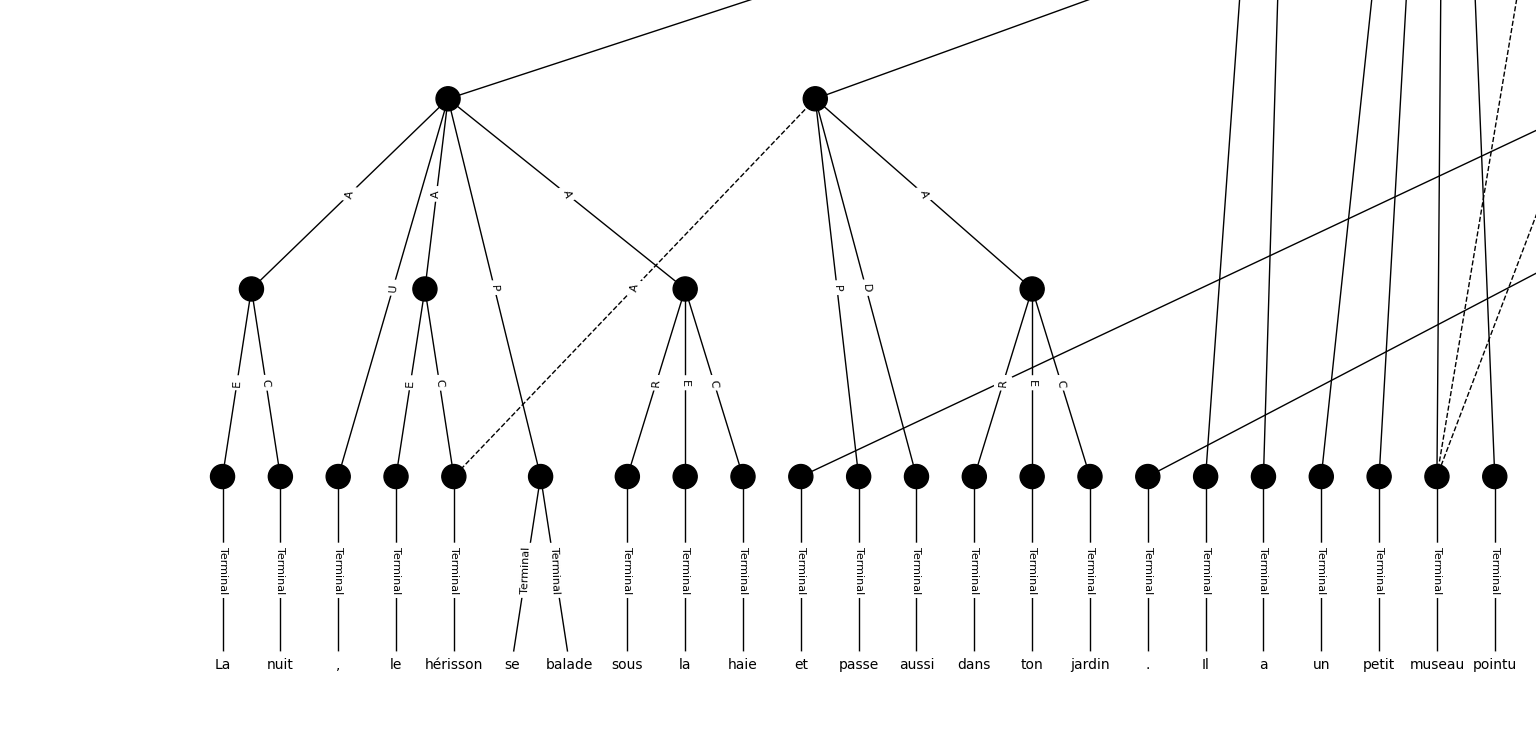 A A A
A P D A
U A P A
E C E C R E C R E C
Terminal Terminal Terminal Terminal Terminal Terminal Terminal Terminal Terminal Terminal Terminal Terminal Terminal Terminal Terminal Terminal Terminal Terminal Terminal Terminal Terminal Terminal Terminal
La nuit , le hérisson se balade sous la haie et passe aussi dans ton jardin . Il a un petit museau pointu